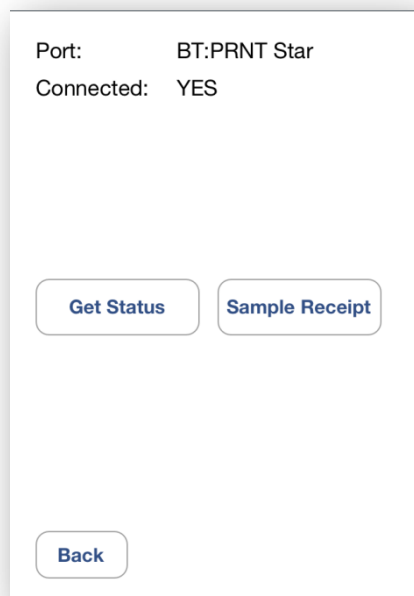 Port: BT:PRNT Star
Connected: YES
Get Status Sample Receipt
Back